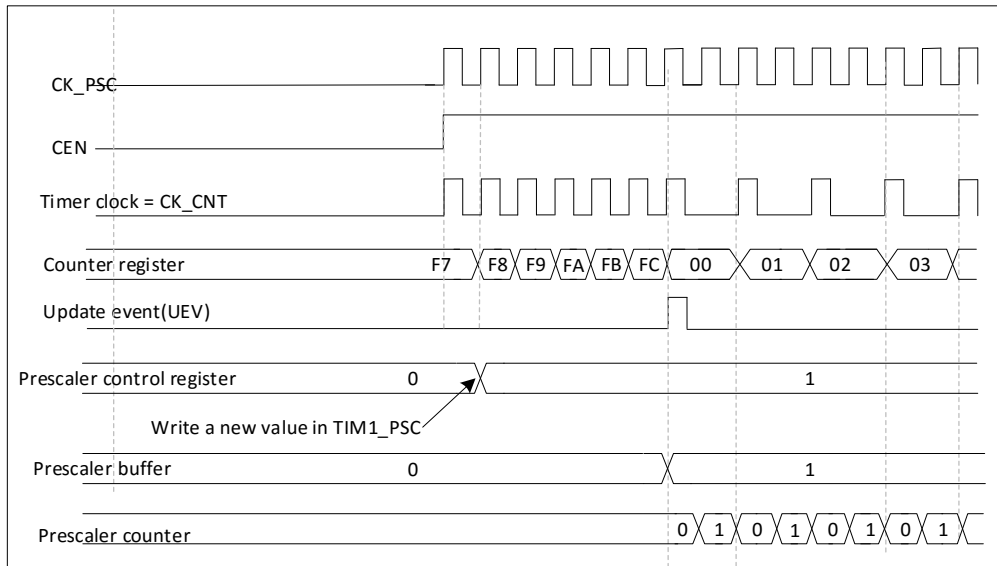 CK_PSC
CEN
Timer clock = CK_CNT
Counter register F7 F8 F9 FA FB FC 00 01 02 03
Update event(UEV)
Prescaler control register 0 1
Write a new value in TIM1_PSC
Prescaler buffer 0 1
Prescaler counter 0 1 0 1 0 1 0 1